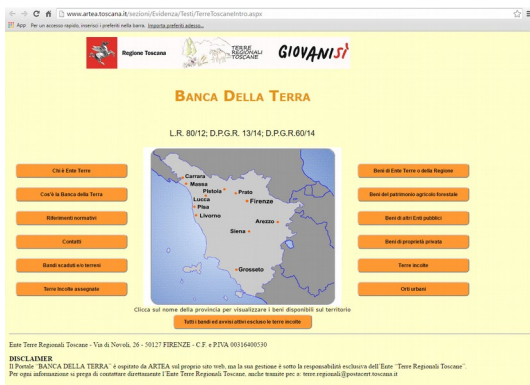 www.artea.toscana.it/sezioni/Evidenza/Testi/TerreToscaneIntro.aspx
App Per un accesso rapido, inserisci i preferiti nella barra. Importa preferiti adesso...
Regione Toscana
TERRE
REGIONALI
TOSCANE
GIOVANISÌ
BANCA DELLA TERRA
L.R. 80/12; D.P.G.R. 13/14; D.P.G.R.60/14
Chi è Ente Terre
Cos'è la Banca della Terra
Riferimenti normativi
Contatti
Bandi scaduti e/o terresi
Terre Incolte assegnate
Carrara
Massa
Pistoia
Prato
Lucca
Firenze
Pisa
Livorno
Arezzo
Siena
Grosseto
Beni di Ente Terre o della Regione
Beni del patrimonio agricolo forestale
Beni di altri Enti pubblici
Beni di proprietà privata
Terre incolte
Orti urbani
Clicca sul nome della provincia per visualizzare i beni disponibili sul territorio
Tutti i bandi ed avvisi attivi escluso le terre incolte
Ente Terre Regionali Toscane - Via di Novoli, 26 - 50127 FIRENZE - C.F. e P.IVA 00316400530
DISCLAIMER
Il Portale "BANCA DELLA TERRA" è ospitato da ARTEA sul proprio sito web, ma la sua gestione è sotto la responsabilità esclusiva dell'Ente "Terre Regionali Toscane".
Per ogni informazione si prega di contattare direttamente l'Ente Terre Regionali Toscane, anche tramite pec a: terre.regionali@postacert.toscana.it